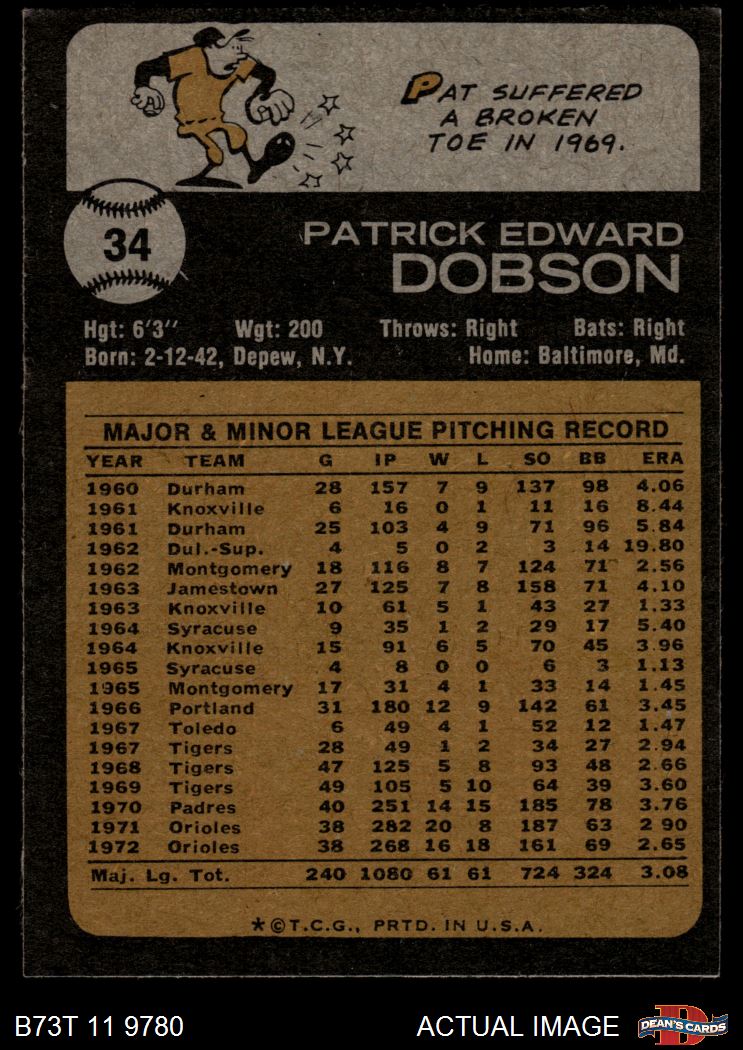 PAT SUFFERED
A BROKEN
TOE IN 1969.
34
PATRICK EDWARD
DOBSON
Hgt: 6'3" Wgt: 200 Throws: Right Bats: Right
Born: 2-12-42, Depew, N.Y. Home: Baltimore, Md.
MAJOR & MINOR LEAGUE PITCHING RECORD
YEAR TEAM G IP W L SO BB ERA
1960 Durham 28 157 7 9 137 98 4.06
1961 Knoxville 6 16 0 1 11 16 8.44
1961 Durham 25 103 4 9 71 96 5.84
1962 Dul.-Sup. 4 5 0 2 3 14 19.80
1962 Montgomery 18 116 8 7 124 71 2.56
1963 Jamestown 27 125 7 8 158 71 4.10
1963 Knoxville 10 61 5 1 43 27 1.33
1964 Syracuse 9 35 1 2 29 17 5.40
1964 Knoxville 15 91 6 5 70 45 3.96
1965 Syracuse 4 8 0 0 6 3 1.13
1965 Montgomery 17 31 4 1 33 14 1.45
1966 Portland 31 180 12 9 142 61 3.45
1967 Toledo 6 49 4 1 52 12 1.47
1967 Tigers 28 49 1 2 34 27 2.94
1968 Tigers 47 125 5 8 93 48 2.66
1969 Tigers 49 105 5 10 64 39 3.60
1970 Padres 40 251 14 15 185 78 3.76
1971 Orioles 38 282 20 8 187 63 2 90
1972 Orioles 38 268 16 18 161 69 2.65
Maj. Lg. Tot. 240 1080 61 61 724 324 3.08
*©T.C.G., PRTD. IN U.S.A.
B73T 11 9780 ACTUAL IMAGE DEAN'S CARDS